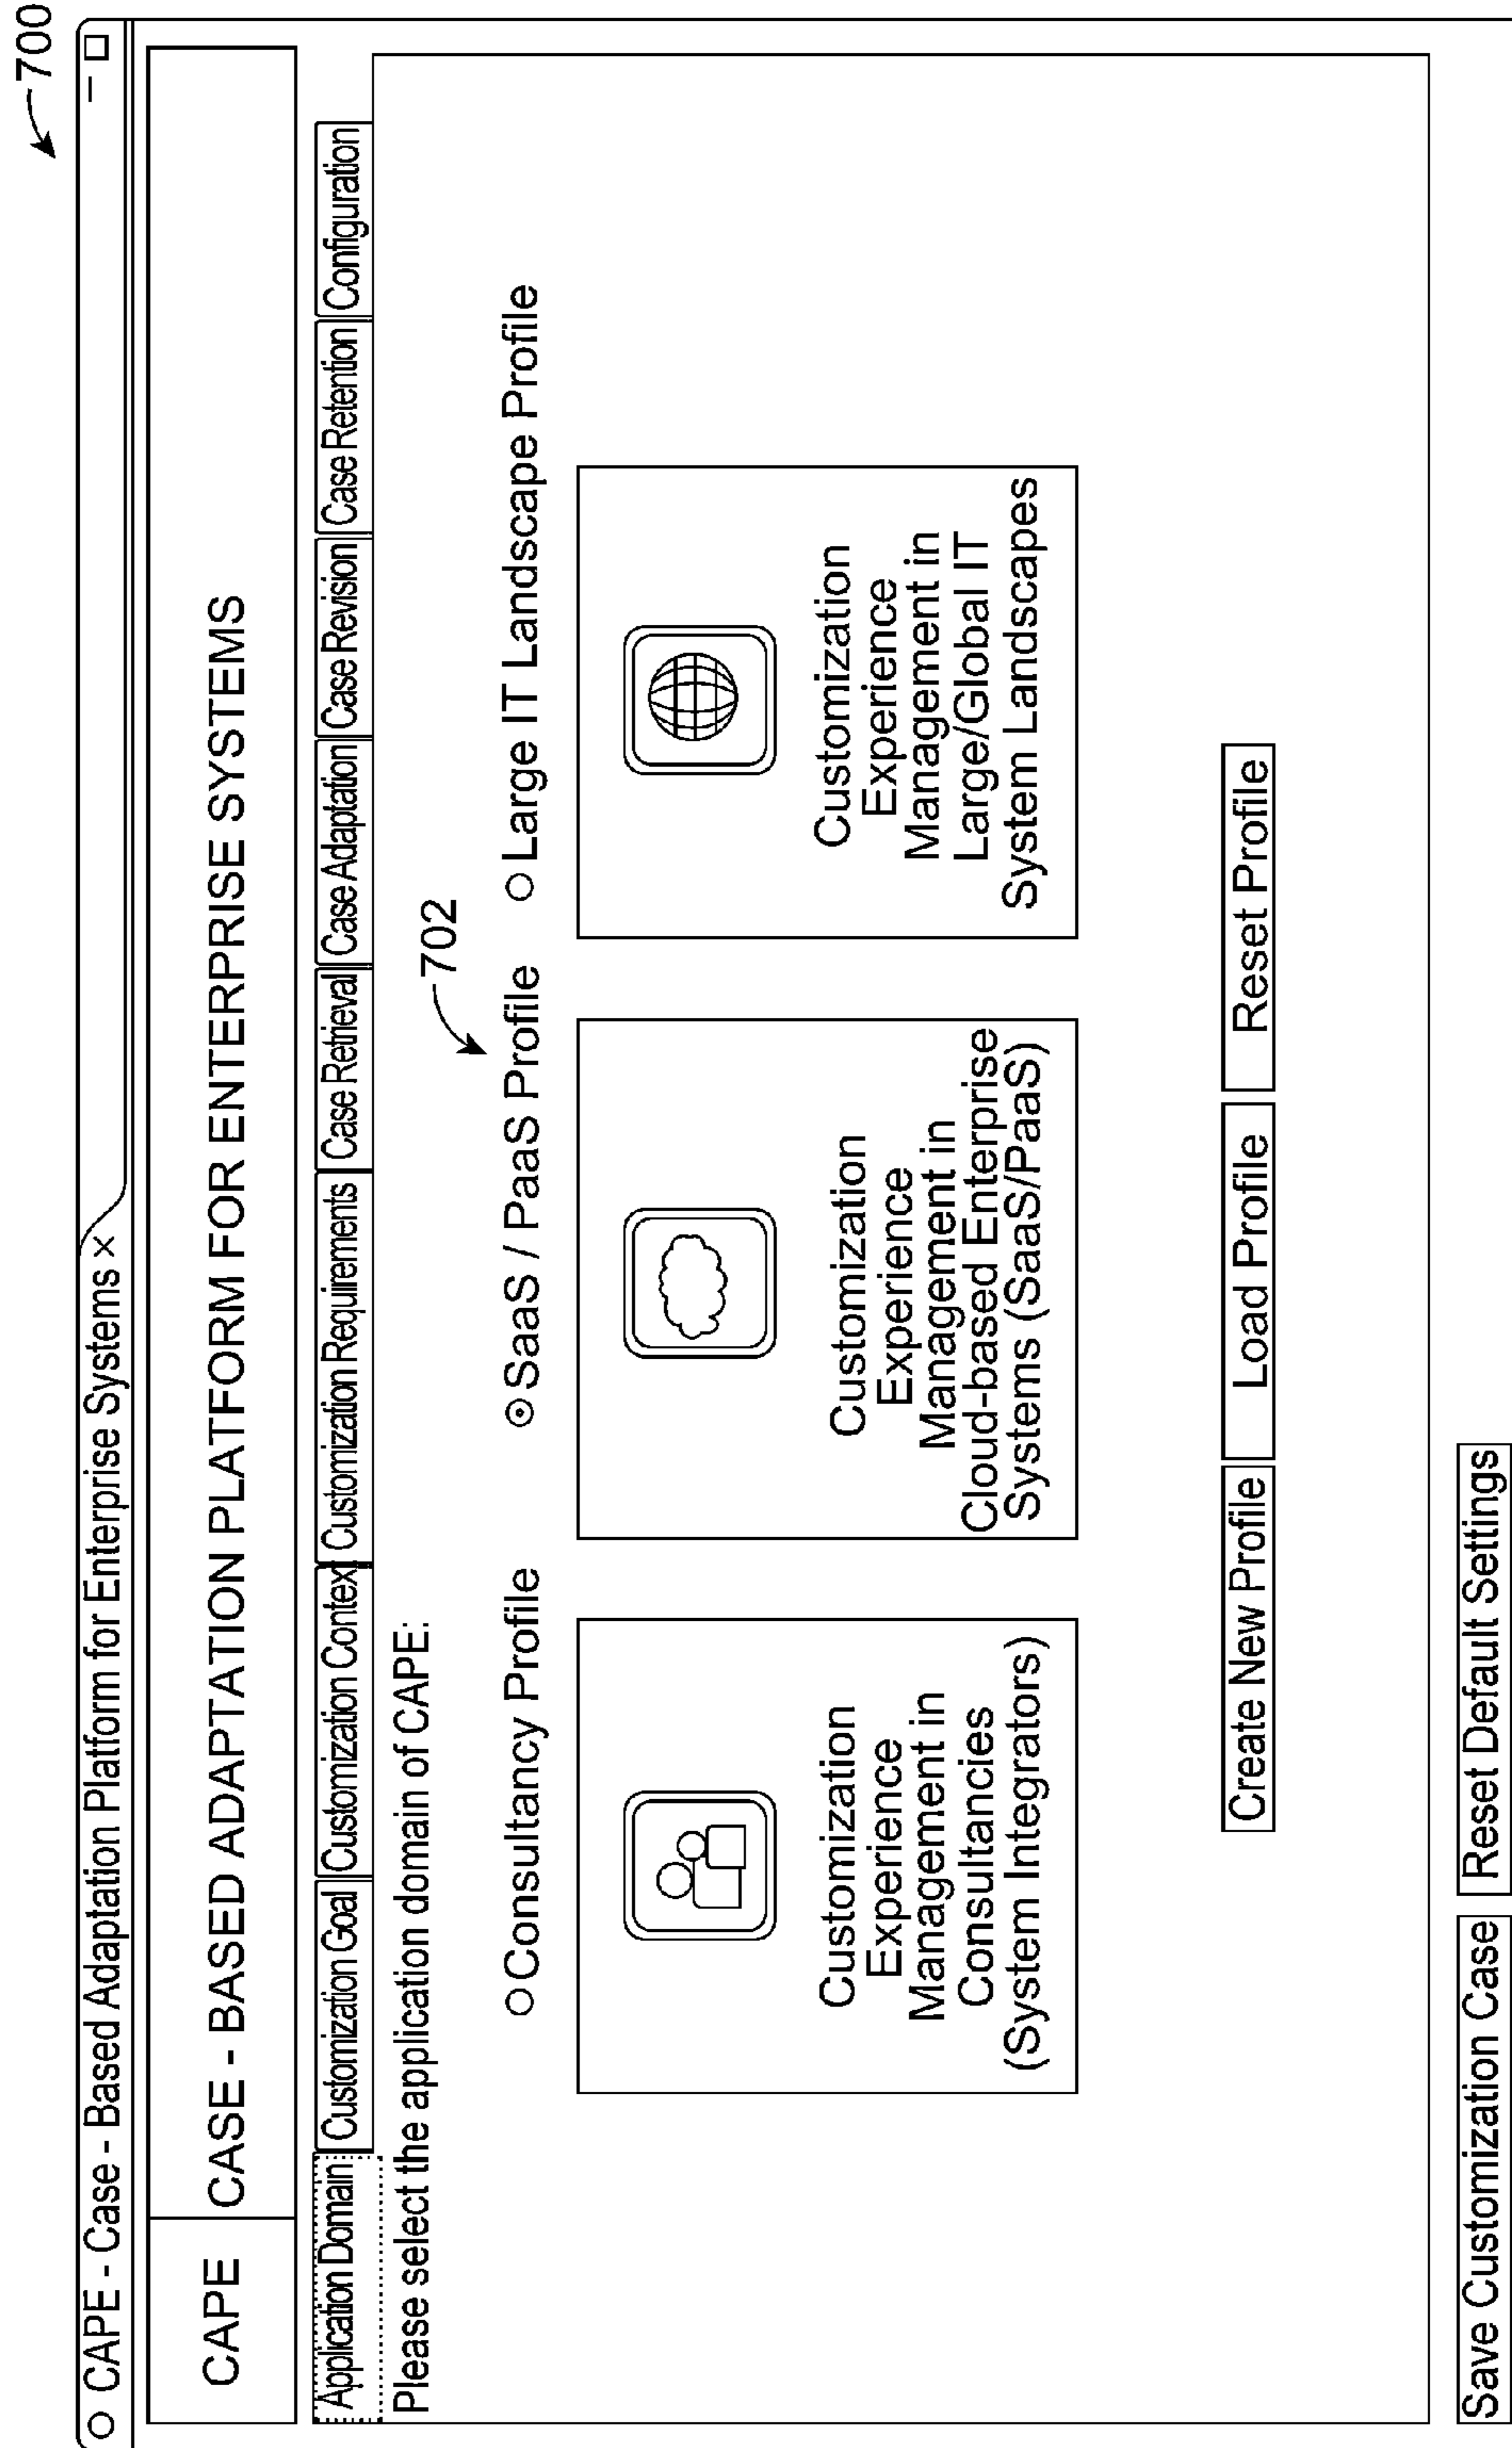 700
CAPE - Case - Based Adaptation Platform for Enterprise Systems ×
CAPE
CASE - BASED ADAPTATION PLATFORM FOR ENTERPRISE SYSTEMS
Application Domain
Customization Goal
Customization Context
Customization Requirements
Case Retrieval
Case Adaptation
Case Revision
Case Retention
Configuration
Please select the application domain of CAPE:
702
Consultancy Profile
SaaS / PaaS Profile
Large IT Landscape Profile
Customization
Experience
Management in
Consultancies
(System Integrators)
Customization
Experience
Management in
Cloud-based Enterprise
Systems (SaaS/PaaS)
Customization
Experience
Management in
Large/Global IT
System Landscapes
Create New Profile
Load Profile
Reset Profile
Save Customization Case
Reset Default Settings